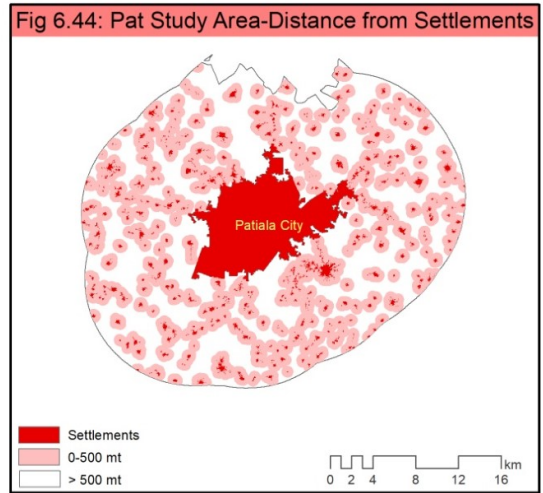 Fig 6.44: Pat Study Area-Distance from Settlements
Patiala City
Settlements
0-500 mt
> 500 mt
km
0 2 4 8 12 16